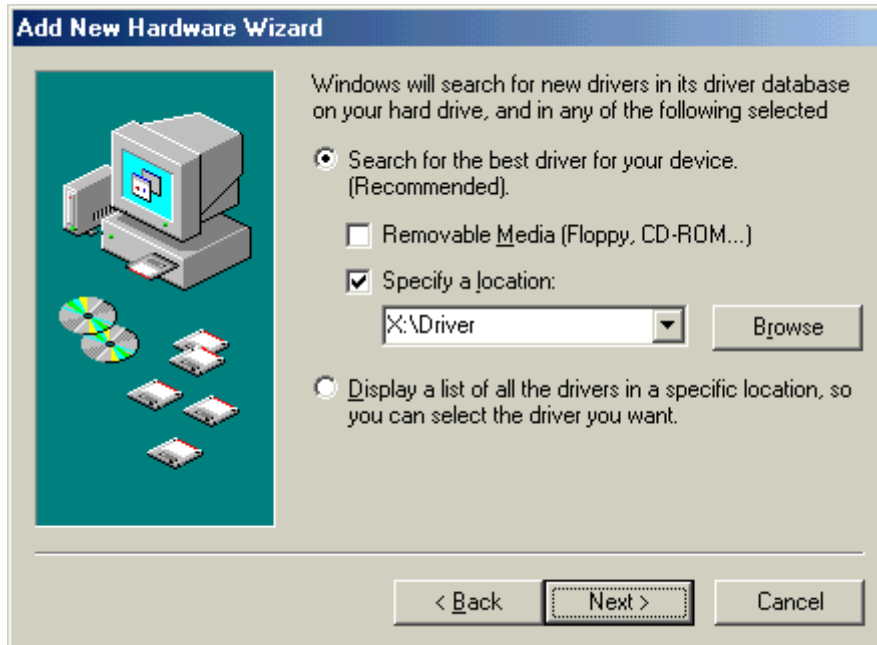 Add New Hardware Wizard
Windows will search for new drivers in its driver database
on your hard drive, and in any of the following selected
Search for the best driver for your device.
(Recommended).
Removable Media (Floppy, CD-ROM...)
Specify a location:
X:\Driver
Browse
Display a list of all the drivers in a specific location, so
you can select the driver you want.
< Back
Next >
Cancel